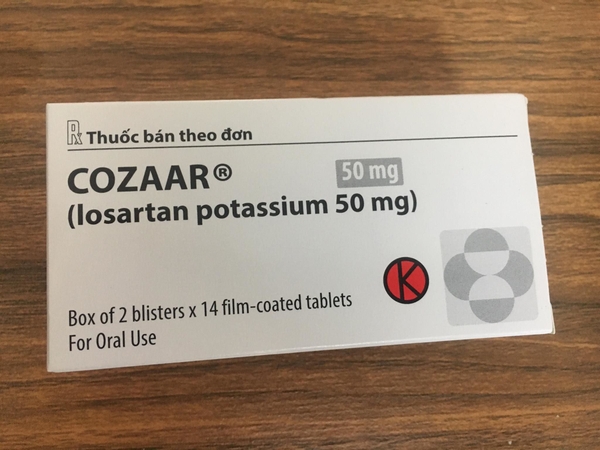 Rx Thuốc bán theo đơn
COZAAR® 50 mg
(losartan potassium 50 mg)
K
Box of 2 blisters x 14 film-coated tablets
For Oral Use